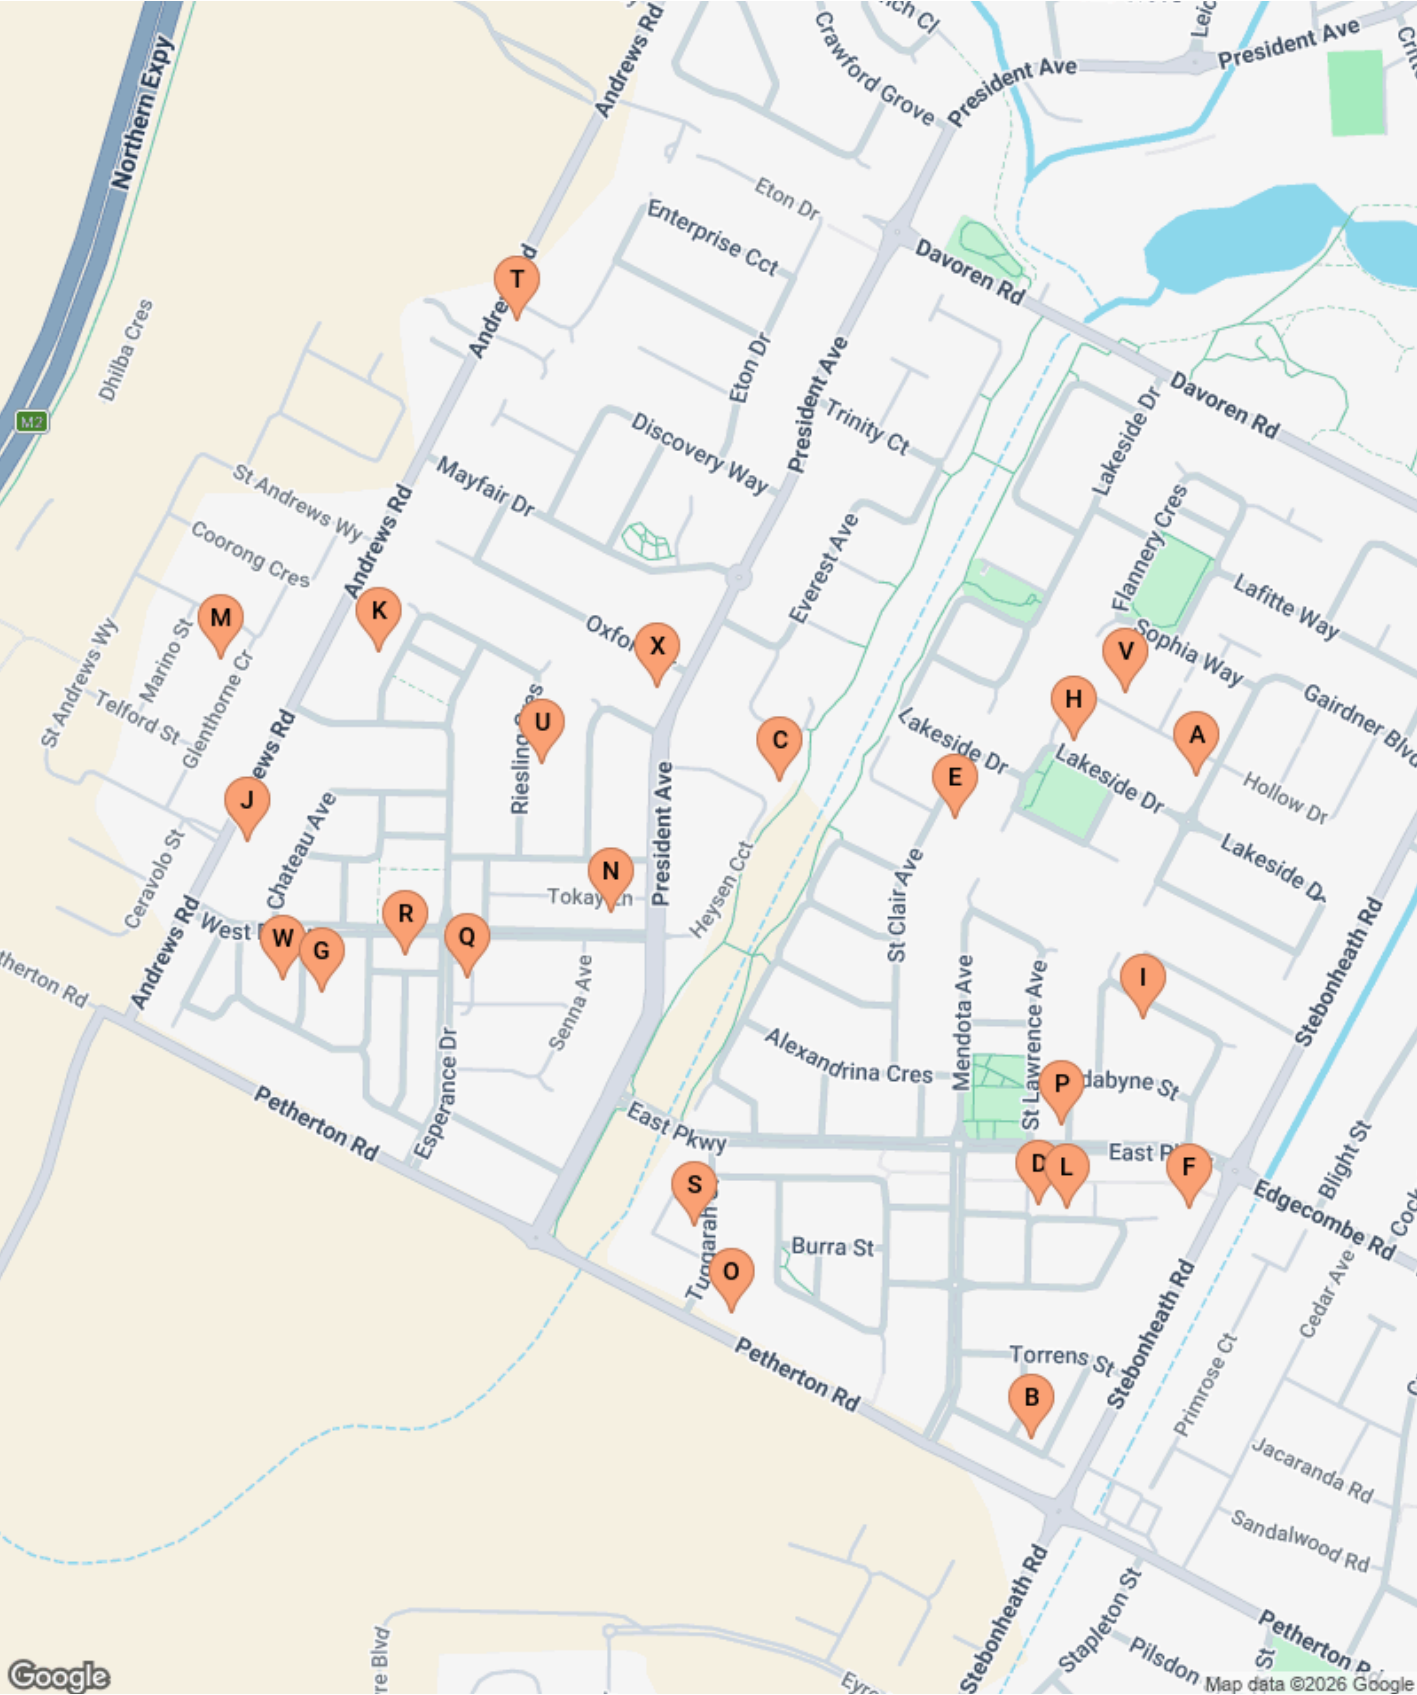 Northern Expy
Andrews Rd
Crawford Grove
President Ave
President Ave
Eton Dr
Enterprise Cct
Davoren Rd
T
Dhilba Cres
M2
Eton Dr
President Ave
Trinity Ct
Discovery Way
Lakeside Dr
Davoren Rd
Mayfair Dr
St Andrews Wy
Andrews Rd
Coorong Cres
Everest Ave
Flannery Cres
Lafitte Way
K
M
Marino St
X
V
Sophia Way
St Andrews Wy
Telford St
Glenthorne Cr
H
Gairdner Blvd
U
C
Lakeside Dr
A
E
Lakeside Dr
Hollow Dr
J
Riesling Cres
President Ave
Chateau Ave
Ceravolo St
N
Heysen Cct
St Clair Ave
Lakeside Dr
R
W
G
Q
Andrews Rd
Senna Ave
Mendota Ave
St Lawrence Ave
I
Stebonheath Rd
Alexandrina Cres
P
Esperance Dr
Petherton Rd
East Pkwy
D
L
F
Blight St
Edgecombe Rd
S
Burra St
O
Cedar Ave
Petherton Rd
Torrens St
Stebonheath Rd
Primrose Ct
B
Jacaranda Rd
Sandalwood Rd
Stebonheath Rd
Stapleton St
Pilsdon
Petherton Rd
Google
Map data ©2026 Google